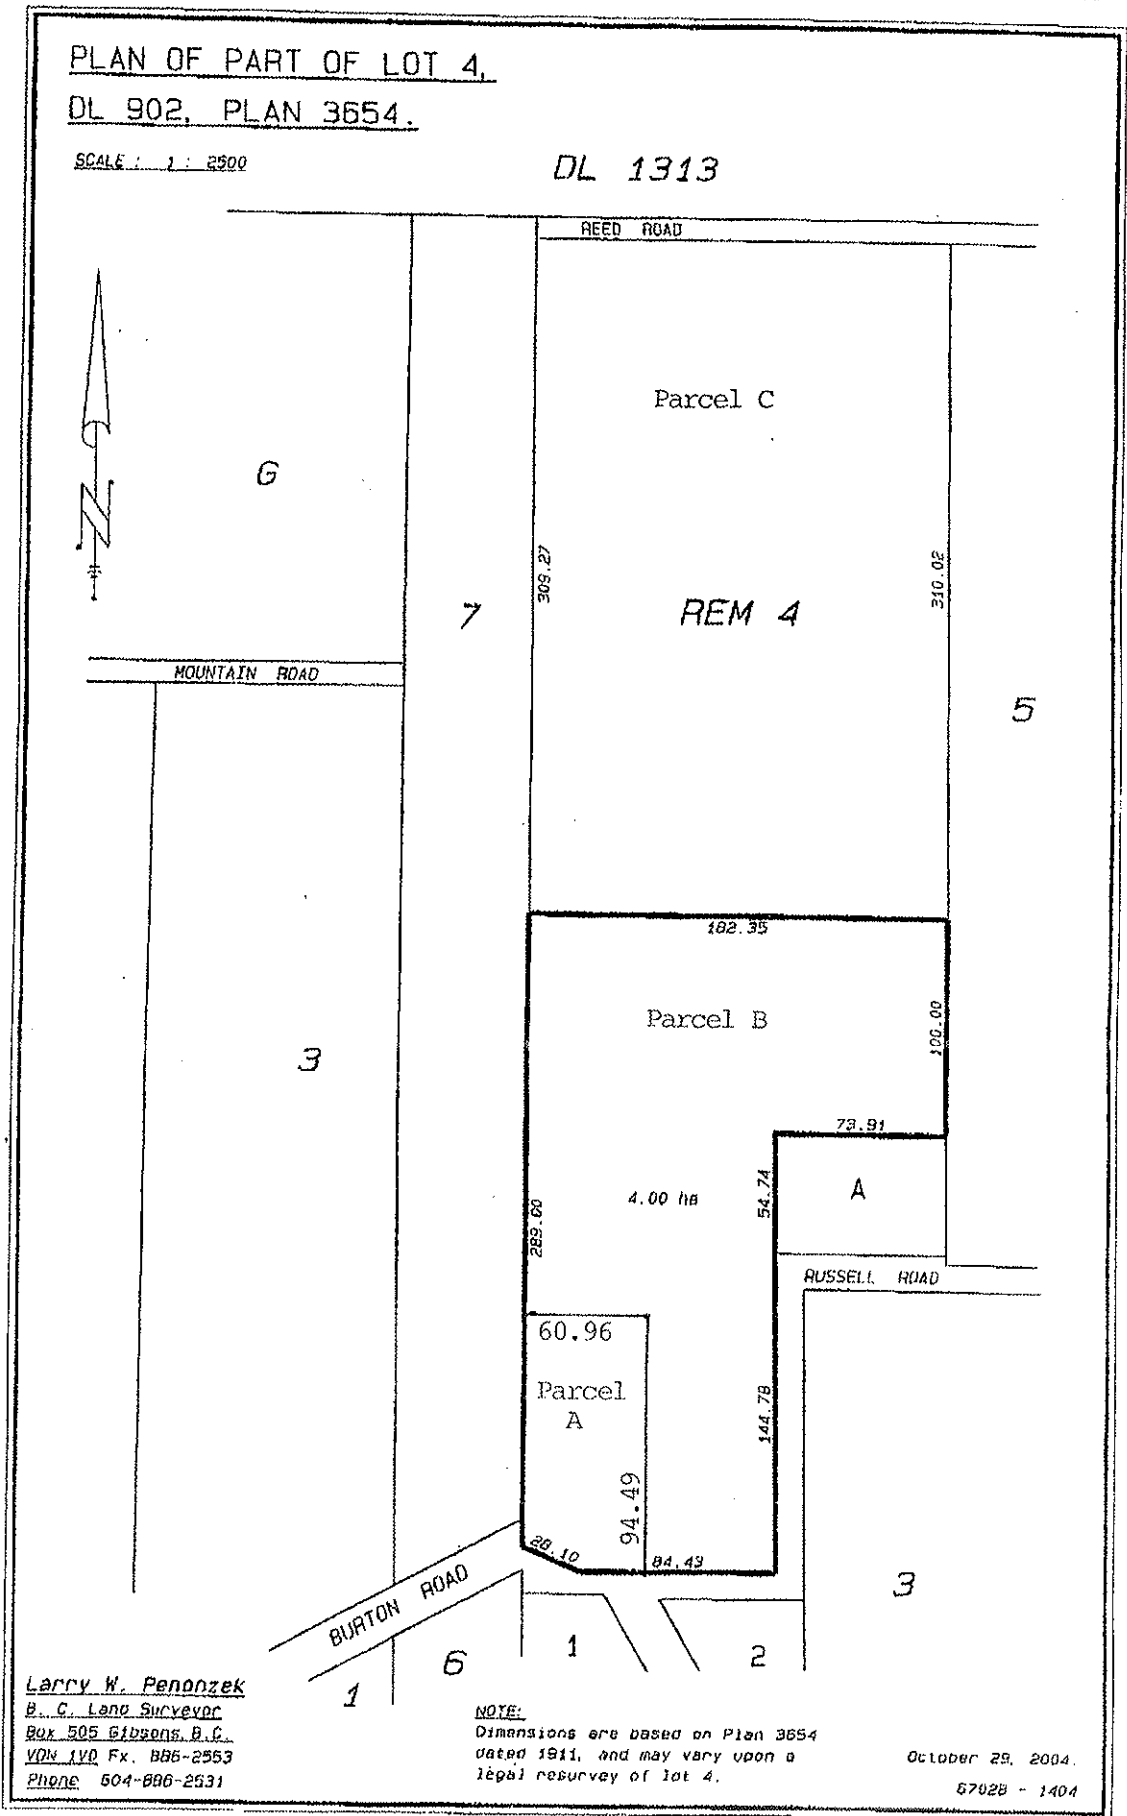 PLAN OF PART OF LOT 4,
DL 902, PLAN 3654.
SCALE : 1 : 2500
DL 1313
REED ROAD
Parcel C
G
N
309.27
310.02
7
REM 4
MOUNTAIN ROAD
5
182.35
Parcel B
100.00
3
73.91
54.74
A
4.00 ha
289.60
RUSSELL ROAD
60.96
Parcel
A
144.78
94.49
28.10
84.43
BURTON ROAD
3
6
1
2
1
Larry W. Penonzek
B. C. Land Surveyor
Box 505 Gibsons, B.C.
V0N 1V0 Fx. 886-2553
Phone 604-886-2531
NOTE:
Dimensions are based on Plan 3654
dated 1911, and may vary upon a
legal resurvey of lot 4.
October 29, 2004.
67028 - 1404